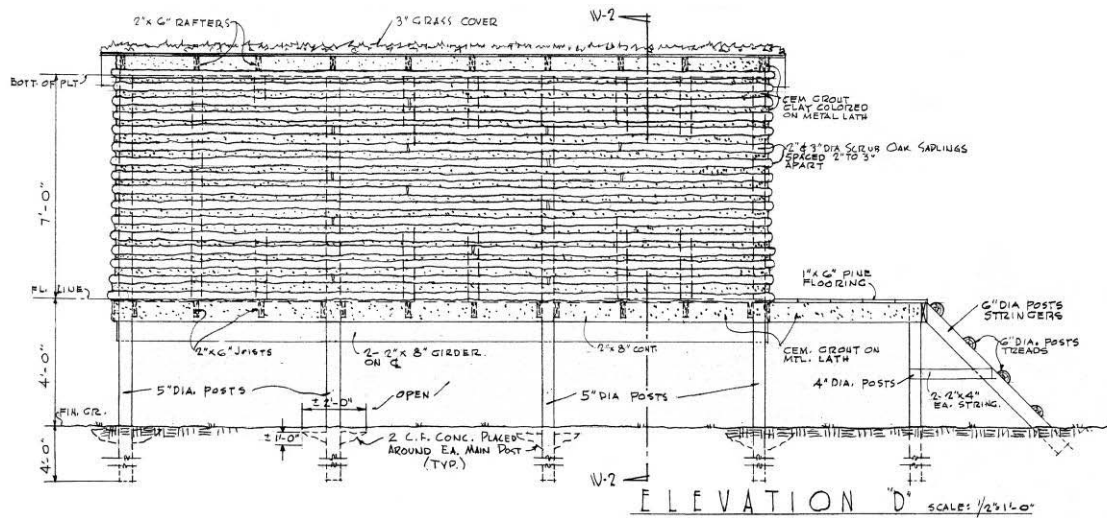 2"x 6" RAFTERS
3" GRASS COVER
W-2
BOTT. OF PLT
CEM. GROUT
CLAY COLORED
ON METAL LATH
2" & 3" DIA SCRUB OAK SAPLINGS
SPACED 2" TO 3"
APART
7'-0"
FL. LINE
1"x 6" PINE
FLOORING
6" DIA POSTS
STRINGERS
6" DIA. POSTS
TREADS
2"x 6" JOISTS
2-2"x 8" GIRDER
ON ℄
2"x 8" CONT.
CEM. GROUT ON
MTL. LATH
4'-0"
5" DIA. POSTS
OPEN
5" DIA POSTS
4" DIA. POSTS
2-2"x4"
EA. STRING.
± 2'-0"
FIN. GR.
± 1'-0"
2 C.F. CONC. PLACED
AROUND EA. MAIN POST
(TYP.)
4'-0"
W-2
ELEVATION "D" SCALE: 1/2"=1'-0"